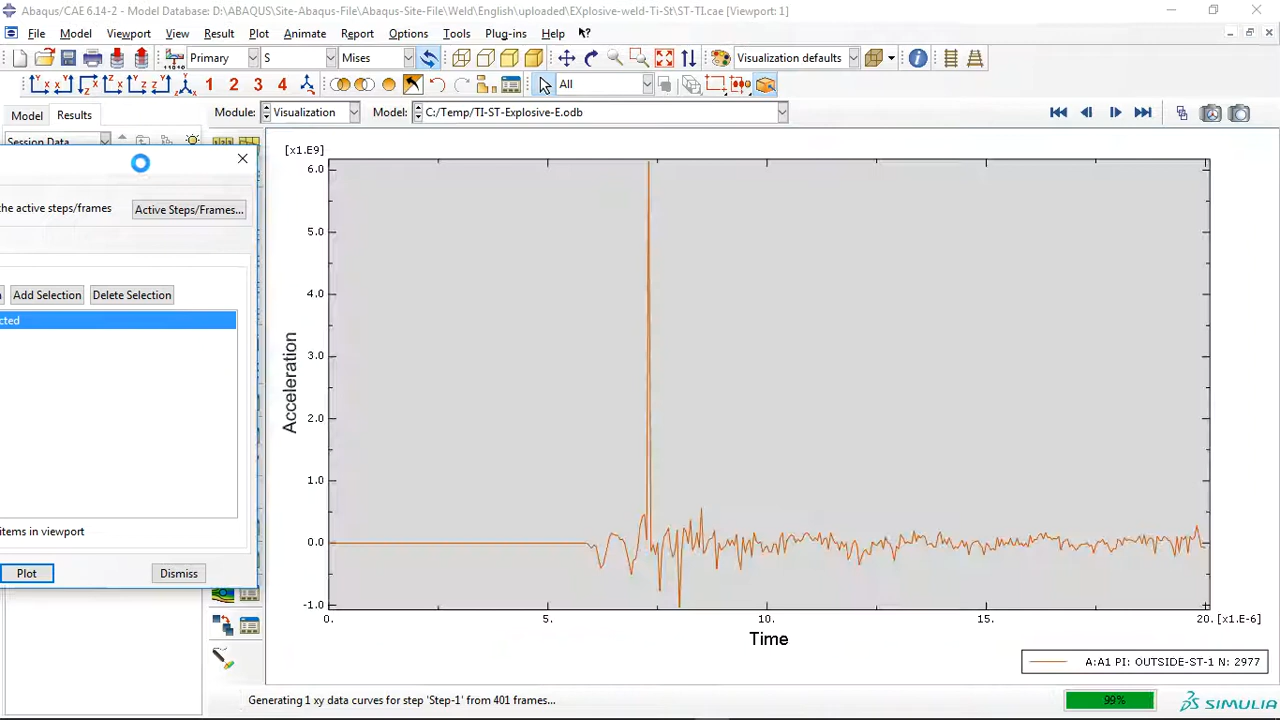 Abaqus/CAE 6.14-2 - Model Database: D:\ABAQUS\Site-Abaqus-File\Abaqus-Site-File\Weld\English\uploaded\EXplosive-weld-Ti-St\ST-TI.cae [Viewport: 1]
File Model Viewport View Result Plot Animate Report Options Tools Plug-ins Help
Primary S Mises Visualization defaults
1 2 3 4 All
Model Results Module: Visualization Model: C:/Temp/TI-ST-Explosive-E.odb
Session Data
the active steps/frames Active Steps/Frames...
Add Selection Delete Selection
cted
items in viewport
Plot Dismiss
[x1.E9]
6.0
5.0
4.0
3.0
2.0
1.0
0.0
-1.0
Acceleration
0. 5. 10. 15. 20. [x1.E-6]
Time
A:A1 PI: OUTSIDE-ST-1 N: 2977
Generating 1 xy data curves for step 'Step-1' from 401 frames... 99%
SIMULIA